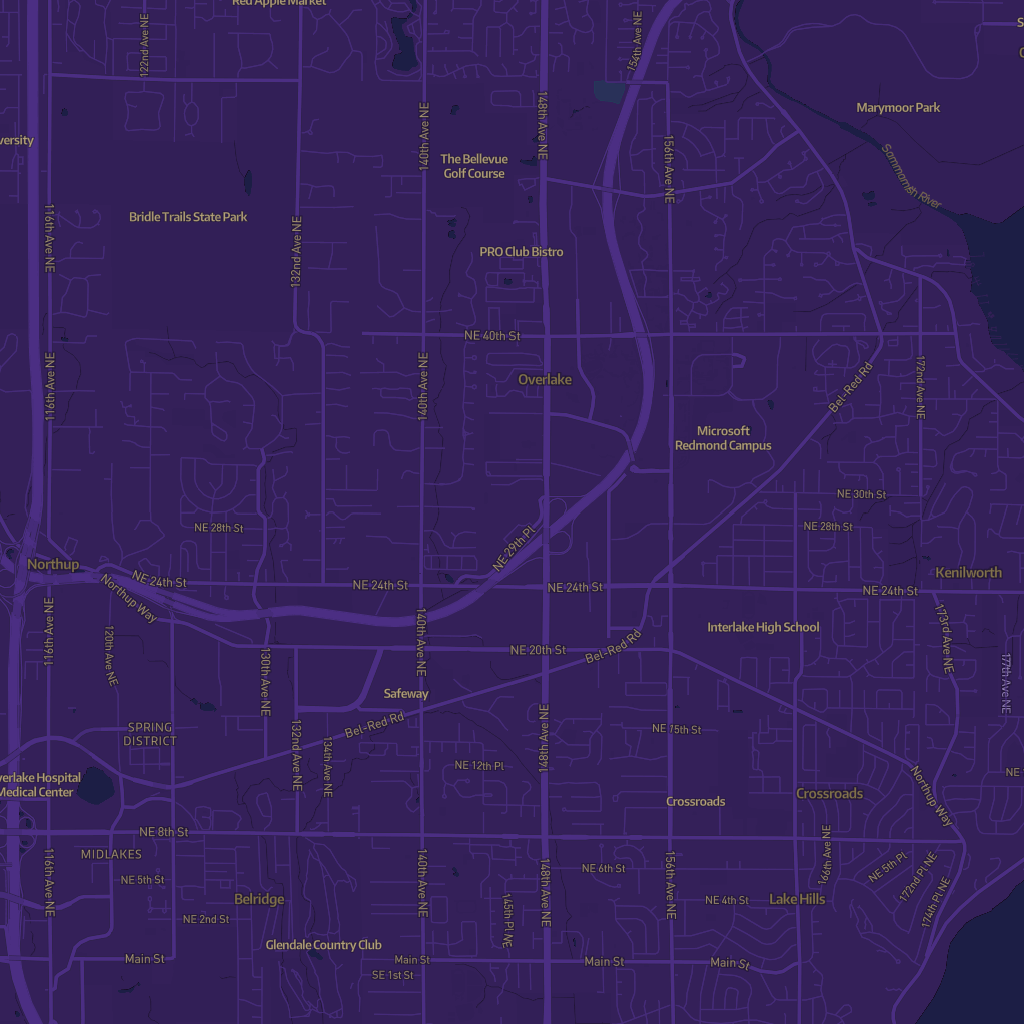 Red Apple Market
S
122nd Ave NE
154th Ave NE
Marymoor Park
140th Ave NE
148th Ave NE
versity
The Bellevue
Golf Course
156th Ave NE
Sammamish River
Bridle Trails State Park
116th Ave NE
132nd Ave NE
PRO Club Bistro
NE 40th St
Overlake
116th Ave NE
140th Ave NE
172nd Ave NE
Bel-Red Rd
Microsoft
Redmond Campus
NE 30th St
NE 28th St
NE 28th St
NE 29th Pl
Northup
Kenilworth
NE 24th St
NE 24th St
NE 24th St
NE 24th St
Northup Way
116th Ave NE
120th Ave NE
130th Ave NE
140th Ave NE
NE 20th St
Bel-Red Rd
Interlake High School
173rd Ave NE
177th Ave NE
Safeway
SPRING
DISTRICT
Bel-Red Rd
132nd Ave NE
134th Ave NE
148th Ave NE
NE 15th St
NE 12th Pl
NE
verlake Hospital
Medical Center
Crossroads
Crossroads
Northup Way
NE 8th St
MIDLAKES
116th Ave NE
140th Ave NE
148th Ave NE
156th Ave NE
166th Ave NE
NE 6th St
NE 5th Pl
NE 5th St
172nd Pl NE
174th Pl NE
Belridge
NE 4th St
Lake Hills
NE 2nd St
145th Pl NE
Glendale Country Club
Main St
Main St
Main St
Main St
SE 1st St